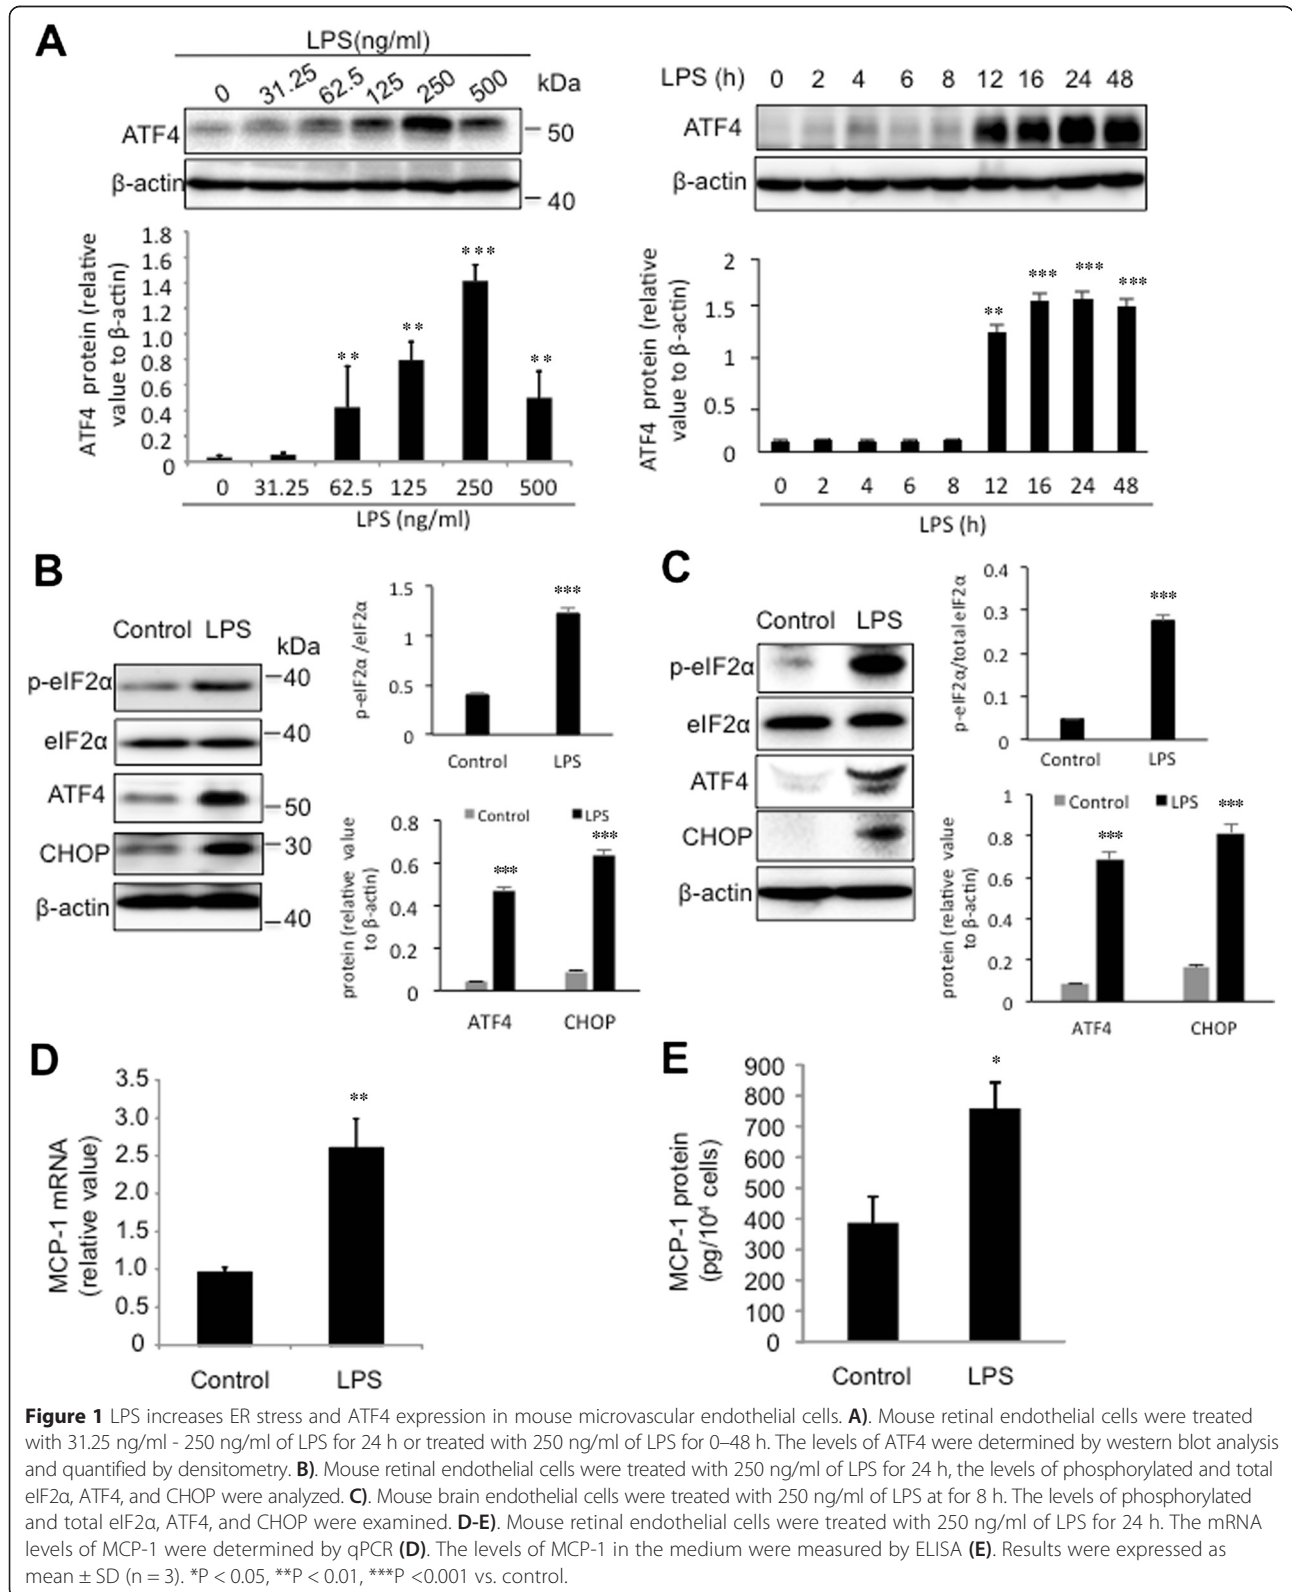 A
LPS(ng/ml)
0 31.25 62.5 125 250 500 kDa
ATF4
50
β-actin
40
ATF4 protein (relative
value to β-actin)
1.8
1.6
1.4
1.2
1.0
0.8
0.6
0.4
0.2
0
** ** *** **
0 31.25 62.5 125 250 500
LPS (ng/ml)
LPS (h) 0 2 4 6 8 12 16 24 48
ATF4
β-actin
ATF4 protein (relative
value to β-actin)
2
1.5
1
0.5
0
** *** *** ***
0 2 4 6 8 12 16 24 48
LPS (h)
B
Control LPS
kDa
p-eIF2α
40
eIF2α
40
ATF4
50
CHOP
30
β-actin
40
p-eIF2α /eIF2α
1.5
1
0.5
0
***
Control LPS
protein (relative value
to β-actin)
Control LPS
0.8
0.6
0.4
0.2
0
*** ***
ATF4 CHOP
C
Control LPS
p-eIF2α
eIF2α
ATF4
CHOP
β-actin
p-eIF2α/total eIF2α
0.4
0.3
0.2
0.1
0
***
Control LPS
protein (relative value
to β-actin)
Control LPS
1
0.8
0.6
0.4
0.2
0
*** ***
ATF4 CHOP
D
MCP-1 mRNA
(relative value)
3.5
3.0
2.5
2.0
1.5
1.0
0.5
0
**
Control LPS
E
MCP-1 protein
(pg/10⁴ cells)
900
800
700
600
500
400
300
200
100
0
*
Control LPS
Figure 1 LPS increases ER stress and ATF4 expression in mouse microvascular endothelial cells. A). Mouse retinal endothelial cells were treated
with 31.25 ng/ml - 250 ng/ml of LPS for 24 h or treated with 250 ng/ml of LPS for 0–48 h. The levels of ATF4 were determined by western blot analysis
and quantified by densitometry. B). Mouse retinal endothelial cells were treated with 250 ng/ml of LPS for 24 h, the levels of phosphorylated and total
eIF2α, ATF4, and CHOP were analyzed. C). Mouse brain endothelial cells were treated with 250 ng/ml of LPS at for 8 h. The levels of phosphorylated
and total eIF2α, ATF4, and CHOP were examined. D-E). Mouse retinal endothelial cells were treated with 250 ng/ml of LPS for 24 h. The mRNA
levels of MCP-1 were determined by qPCR (D). The levels of MCP-1 in the medium were measured by ELISA (E). Results were expressed as
mean ± SD (n = 3). *P < 0.05, **P < 0.01, ***P <0.001 vs. control.